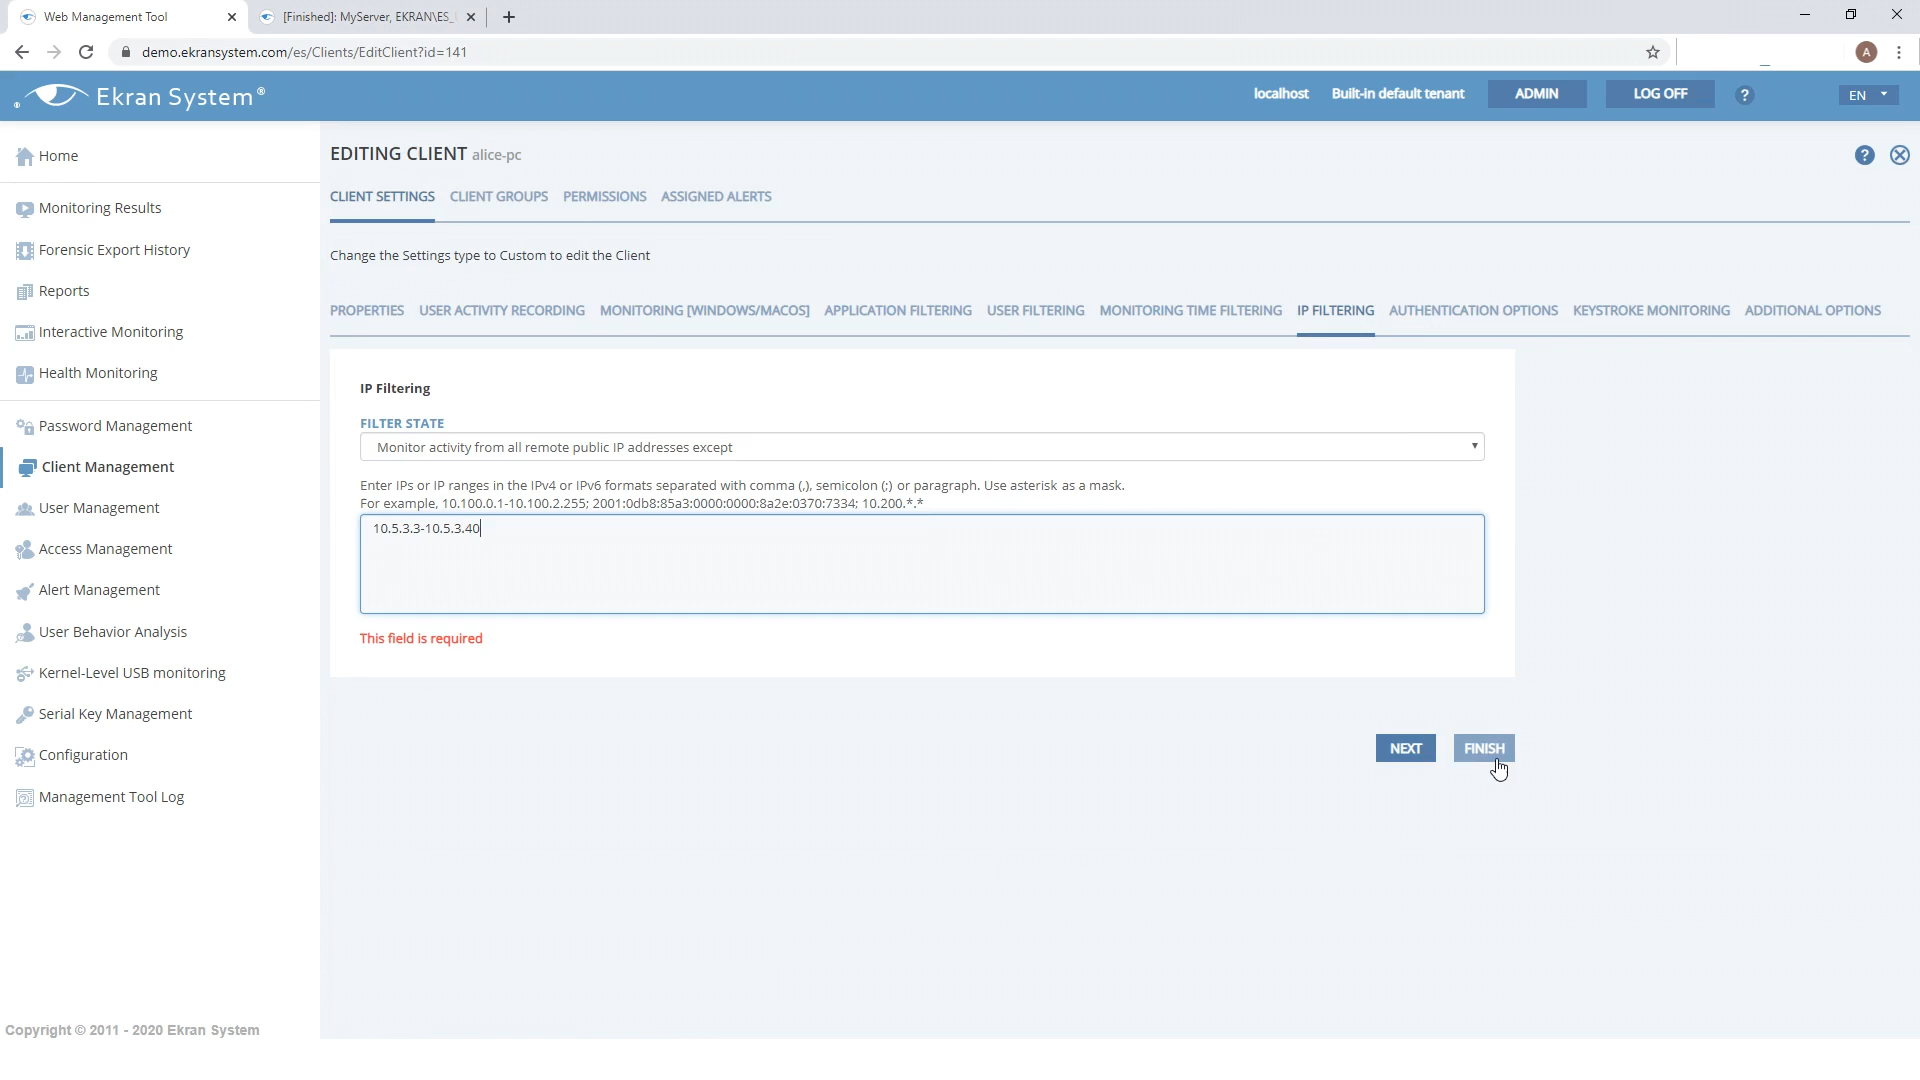 Web Management Tool
[Finished]: MyServer, EKRAN\ES_
demo.ekransystem.com/es/Clients/EditClient?id=141
A
Ekran System®
localhost
Built-in default tenant
ADMIN
LOG OFF
?
EN
Home
Monitoring Results
Forensic Export History
Reports
Interactive Monitoring
Health Monitoring
Password Management
Client Management
User Management
Access Management
Alert Management
User Behavior Analysis
Kernel-Level USB monitoring
Serial Key Management
Configuration
Management Tool Log
Copyright © 2011 - 2020 Ekran System
EDITING CLIENT alice-pc
?
CLIENT SETTINGS CLIENT GROUPS PERMISSIONS ASSIGNED ALERTS
Change the Settings type to Custom to edit the Client
PROPERTIES USER ACTIVITY RECORDING MONITORING [WINDOWS/MACOS] APPLICATION FILTERING USER FILTERING MONITORING TIME FILTERING IP FILTERING AUTHENTICATION OPTIONS KEYSTROKE MONITORING ADDITIONAL OPTIONS
IP Filtering
FILTER STATE
Monitor activity from all remote public IP addresses except
Enter IPs or IP ranges in the IPv4 or IPv6 formats separated with comma (,), semicolon (;) or paragraph. Use asterisk as a mask.
For example, 10.100.0.1-10.100.2.255; 2001:0db8:85a3:0000:0000:8a2e:0370:7334; 10.200.*.*
10.5.3.3-10.5.3.40
This field is required
NEXT
FINISH